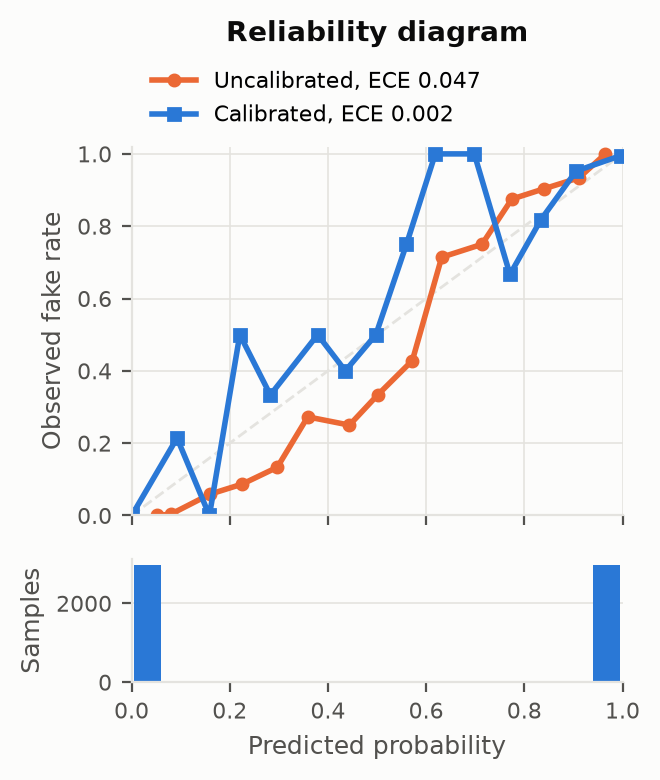 Reliability diagram
Uncalibrated, ECE 0.047
Calibrated, ECE 0.002
Observed fake rate
1.0
0.8
0.6
0.4
0.2
0.0
Samples
2000
0
0.0 0.2 0.4 0.6 0.8 1.0
Predicted probability